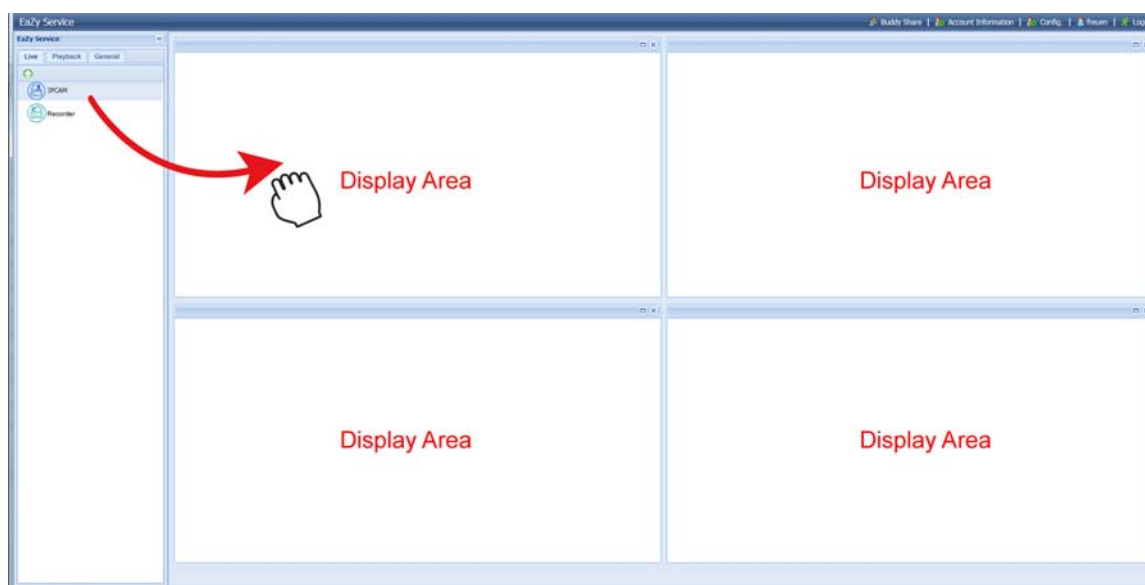 EaZy Service
Buddy Share | Account Information | Config. | freuen | Log
EaZy Service
Live Playback General
IPCAM
Recorder
Display Area
Display Area
Display Area
Display Area